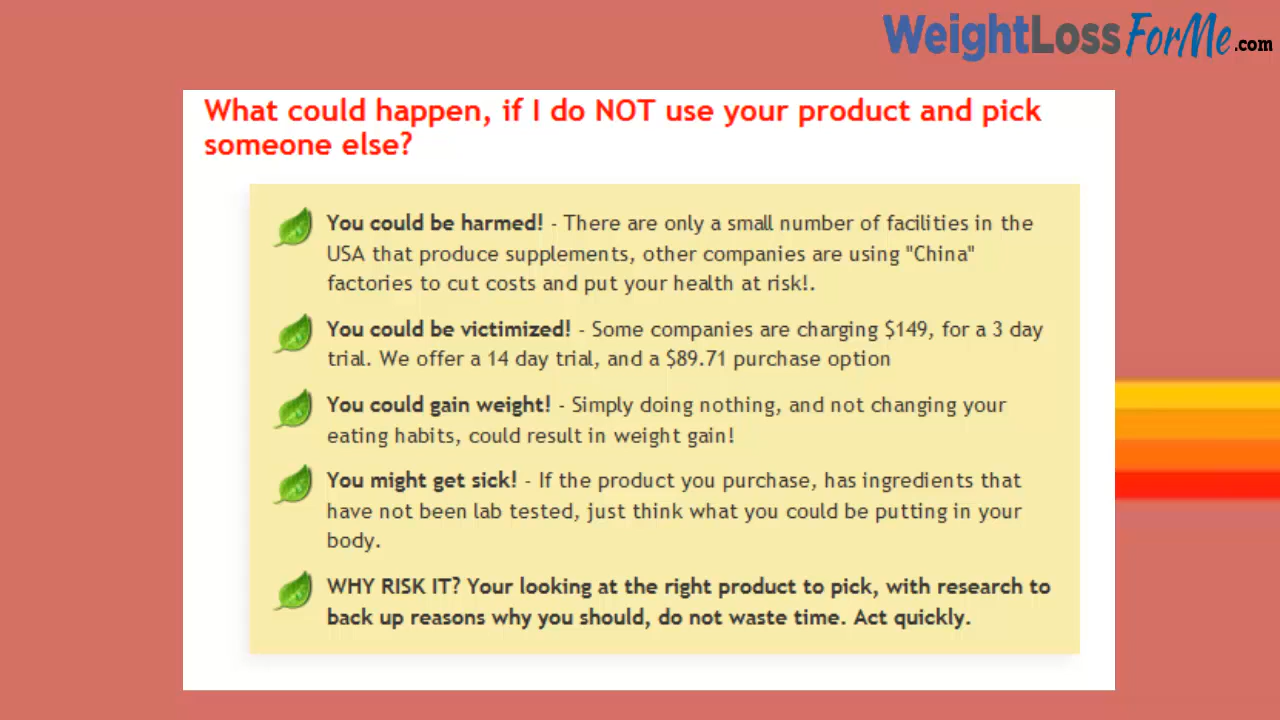 WeightLossForMe.com
What could happen, if I do NOT use your product and pick
someone else?
You could be harmed! - There are only a small number of facilities in the
USA that produce supplements, other companies are using "China"
factories to cut costs and put your health at risk!.
You could be victimized! - Some companies are charging $149, for a 3 day
trial. We offer a 14 day trial, and a $89.71 purchase option
You could gain weight! - Simply doing nothing, and not changing your
eating habits, could result in weight gain!
You might get sick! - If the product you purchase, has ingredients that
have not been lab tested, just think what you could be putting in your
body.
WHY RISK IT? Your looking at the right product to pick, with research to
back up reasons why you should, do not waste time. Act quickly.